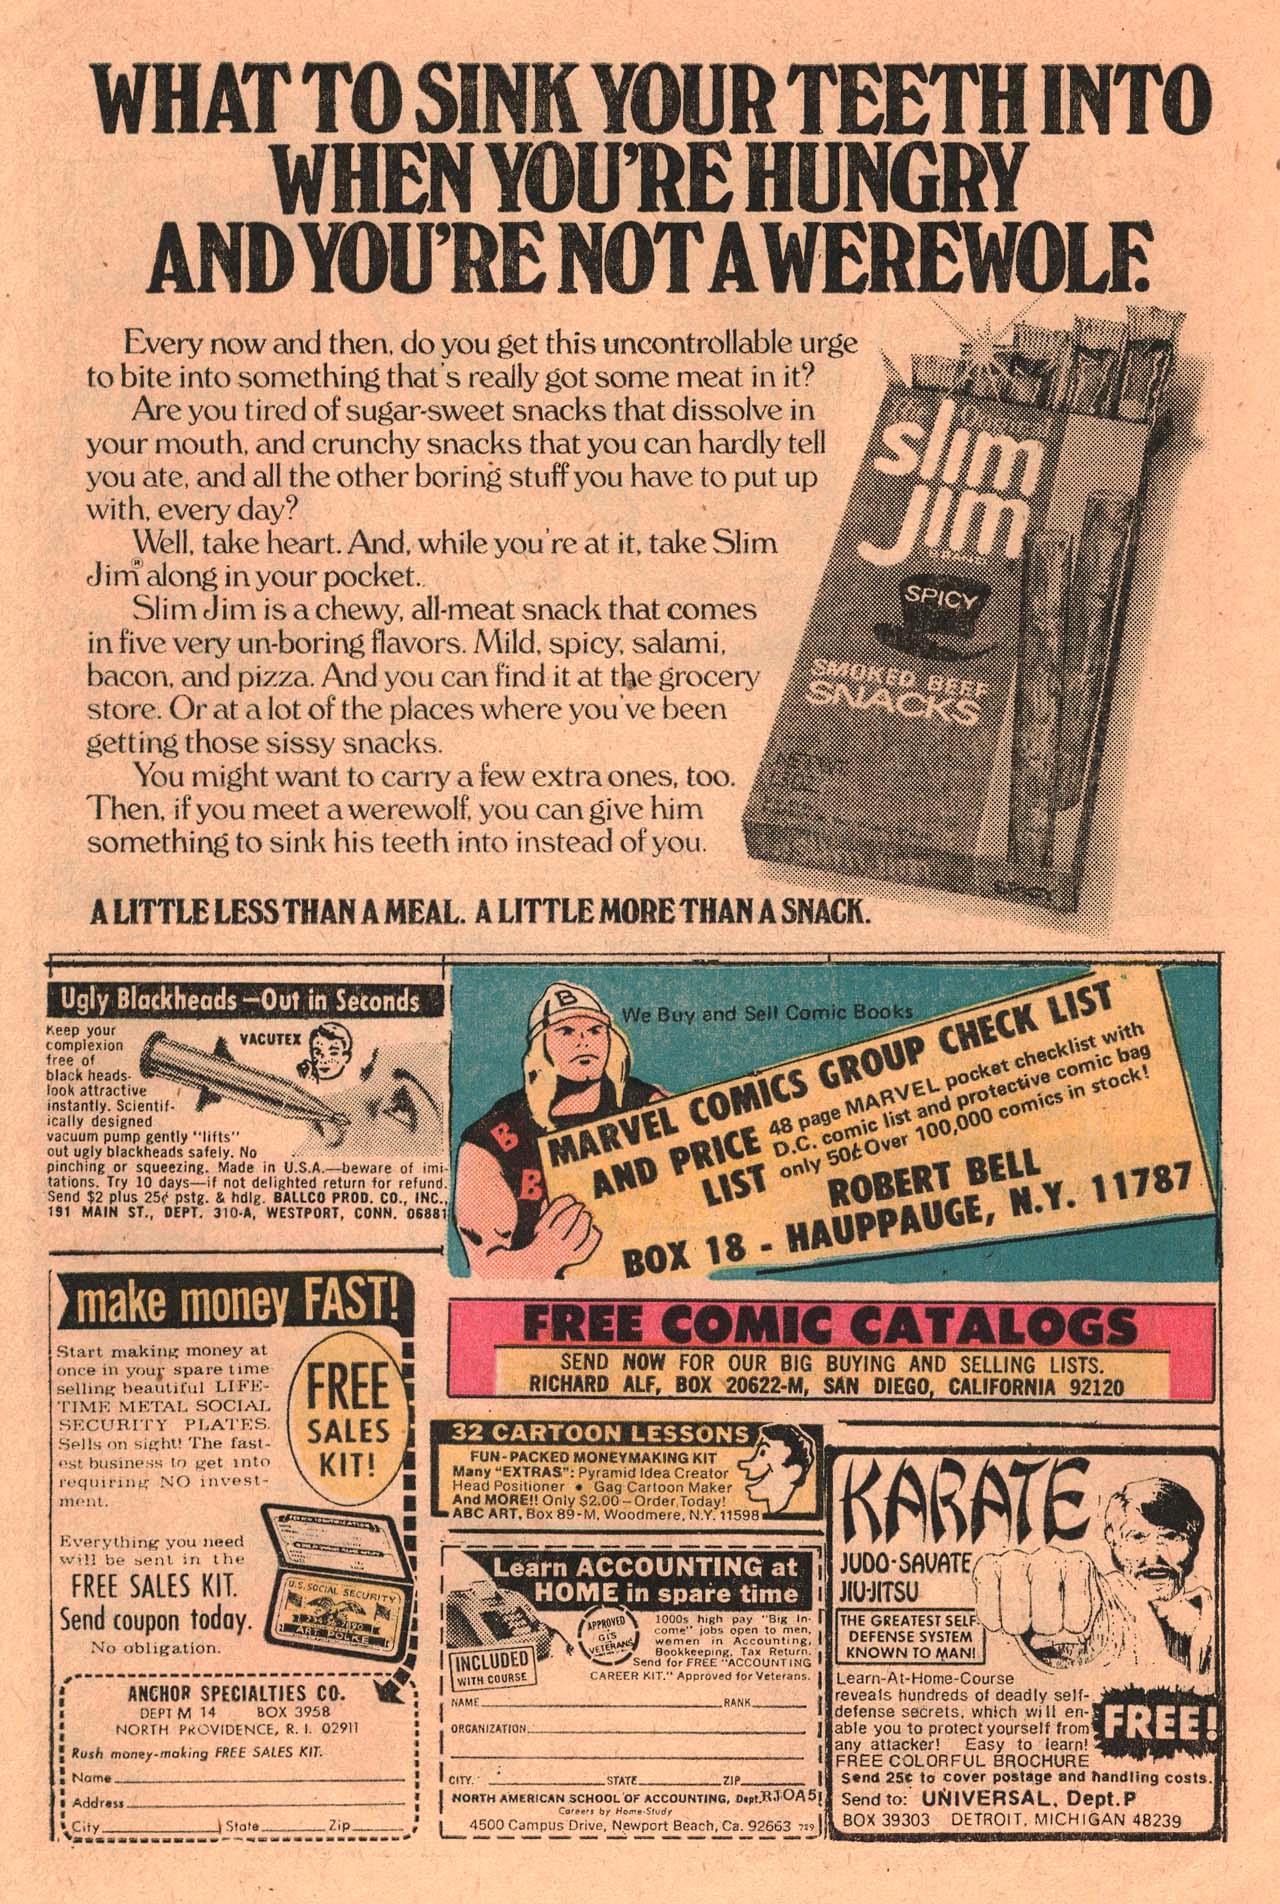 WHAT TO SINK YOUR TEETH INTO
WHEN YOU'RE HUNGRY
AND YOU'RE NOT A WEREWOLF.
Every now and then, do you get this uncontrollable urge
to bite into something that's really got some meat in it?
Are you tired of sugar-sweet snacks that dissolve in
your mouth, and crunchy snacks that you can hardly tell
you ate, and all the other boring stuff you have to put up
with, every day?
Well, take heart. And, while you're at it, take Slim
Jim® along in your pocket.
Slim Jim is a chewy, all-meat snack that comes
in five very un-boring flavors. Mild, spicy, salami,
bacon, and pizza. And you can find it at the grocery
store. Or at a lot of the places where you've been
getting those sissy snacks.
You might want to carry a few extra ones, too.
Then, if you meet a werewolf, you can give him
something to sink his teeth into instead of you.
slim
jim
SPICY
SMOKED BEEF
SNACKS
A LITTLE LESS THAN A MEAL. A LITTLE MORE THAN A SNACK.
Ugly Blackheads—Out in Seconds
Keep your
complexion
free of
black heads-
look attractive
instantly. Scientif-
ically designed
vacuum pump gently "lifts"
out ugly blackheads safely. No
pinching or squeezing. Made in U.S.A.—beware of imi-
tations. Try 10 days—if not delighted return for refund.
Send $2 plus 25¢ pstg. & hdlg. BALLCO PROD. CO., INC.,
191 MAIN ST., DEPT. 310-A, WESTPORT, CONN. 06881
VACUTEX
B
B
B
We Buy and Sell Comic Books
MARVEL COMICS GROUP CHECK LIST
AND PRICE
LIST
48 page MARVEL pocket checklist with
D.C. comic list and protective comic bag
only 50¢ Over 100,000 comics in stock!
ROBERT BELL
BOX 18 - HAUPPAUGE, N.Y. 11787
FREE COMIC CATALOGS
SEND NOW FOR OUR BIG BUYING AND SELLING LISTS.
RICHARD ALF, BOX 20622-M, SAN DIEGO, CALIFORNIA 92120
make money FAST!
Start making money at
once in your spare time
selling beautiful LIFE-
TIME METAL SOCIAL
SECURITY PLATES.
Sells on sight! The fast-
est business to get into
requiring NO invest-
ment.
FREE
SALES
KIT!
Everything you need
will be sent in the
FREE SALES KIT.
Send coupon today.
No obligation.
U.S. SOCIAL SECURITY
ART POLKE
ANCHOR SPECIALTIES CO.
DEPT M 14 BOX 3958
NORTH PROVIDENCE, R. I. 02911
Rush money-making FREE SALES KIT.
Name
Address
City State Zip
32 CARTOON LESSONS
FUN-PACKED MONEYMAKING KIT
Many "EXTRAS": Pyramid Idea Creator
Head Positioner • Gag Cartoon Maker
And MORE!! Only $2.00 – Order Today!
ABC ART, Box 89-M, Woodmere, N.Y. 11598
Learn ACCOUNTING at
HOME in spare time
INCLUDED
WITH COURSE
APPROVED
GI'S
VETERANS
1000s high pay "Big In-
come" jobs open to men,
women in Accounting,
Bookkeeping, Tax Return.
Send for FREE "ACCOUNTING
CAREER KIT." Approved for Veterans.
NAME RANK
ORGANIZATION
CITY STATE ZIP
NORTH AMERICAN SCHOOL OF ACCOUNTING, Dept. RJOA5
Careers by Home-Study
4500 Campus Drive, Newport Beach, Ca. 92663 729
KARATE
JUDO-SAVATE
JIU-JITSU
THE GREATEST SELF-
DEFENSE SYSTEM
KNOWN TO MAN!
Learn-At-Home-Course
reveals hundreds of deadly self-
defense secrets, which will en-
able you to protect yourself from
any attacker! Easy to learn!
FREE COLORFUL BROCHURE
FREE!
Send 25¢ to cover postage and handling costs.
Send to: UNIVERSAL, Dept. P
BOX 39303 DETROIT, MICHIGAN 48239